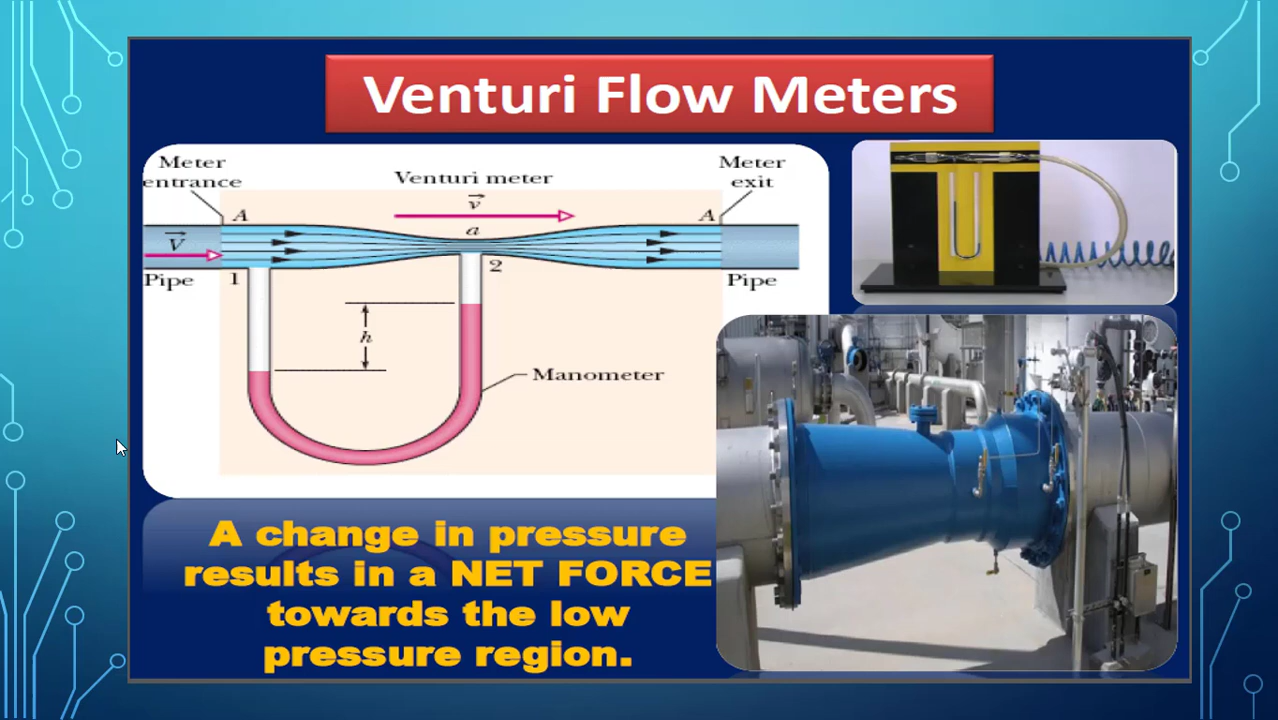 Venturi Flow Meters
Meter
entrance
Venturi meter
Meter
exit
A
v
A
V
a
Pipe
1
2
Pipe
h
Manometer
A change in pressure
results in a NET FORCE
towards the low
pressure region.